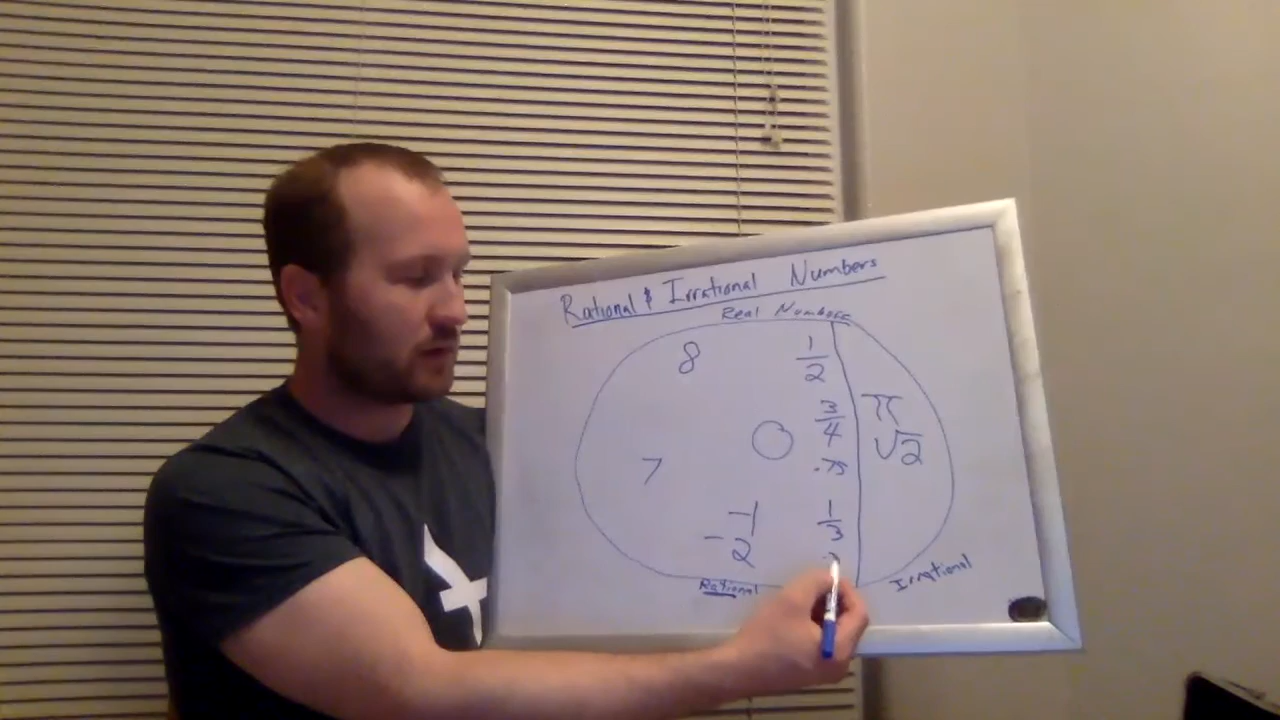 Rational & Irrational Numbers
Real Numbers
8
1/2
3/4
π
√2
0
.75
7
-1
1/3
-2
Rational
Irrational